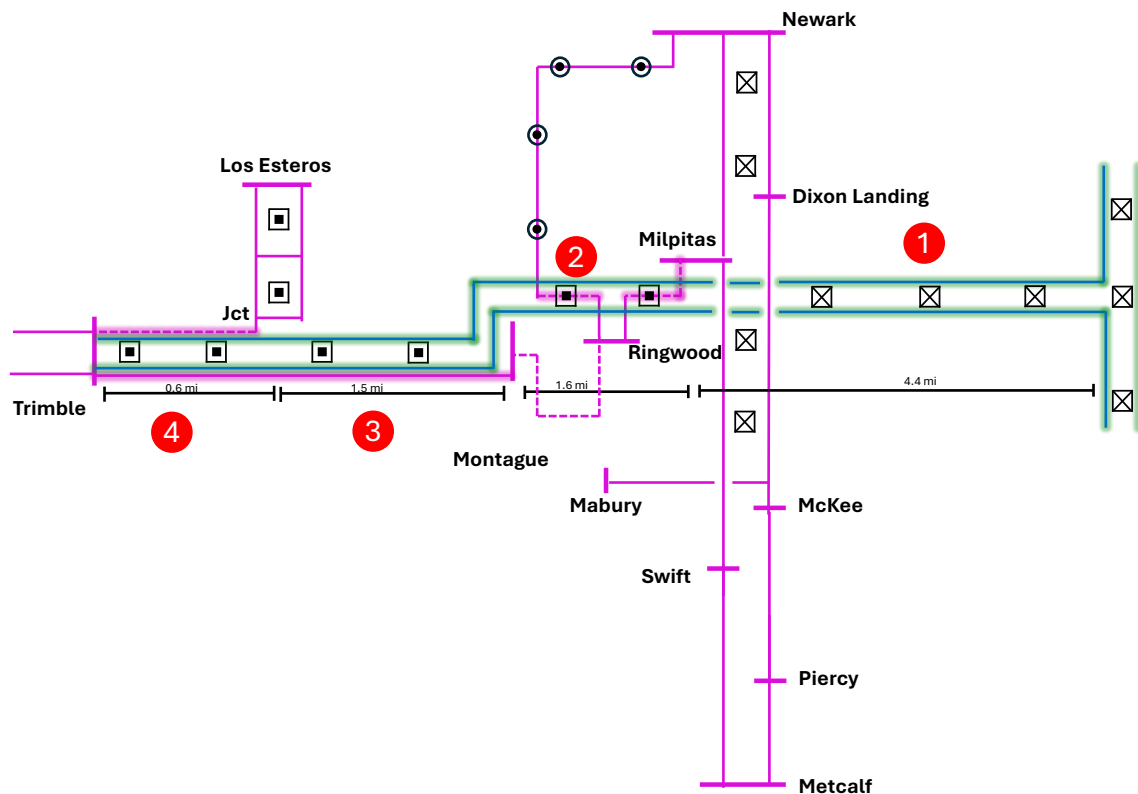 Newark
Los Esteros
Dixon Landing
Milpitas
1
2
Jct
Ringwood
Trimble
0.6 mi
1.5 mi
1.6 mi
4.4 mi
4
3
Montague
Mabury
McKee
Swift
Piercy
Metcalf